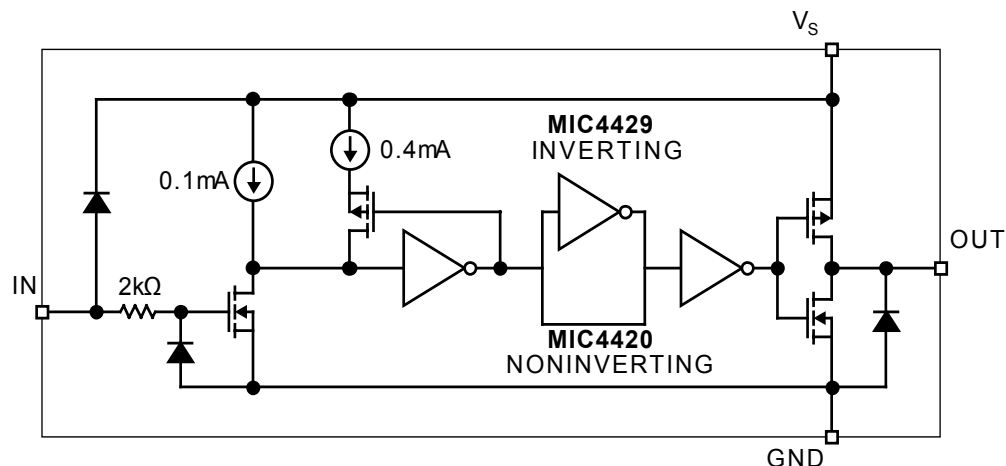 V_S
MIC4429
INVERTING
0.4mA
0.1mA
OUT
IN
2kΩ
MIC4420
NONINVERTING
GND